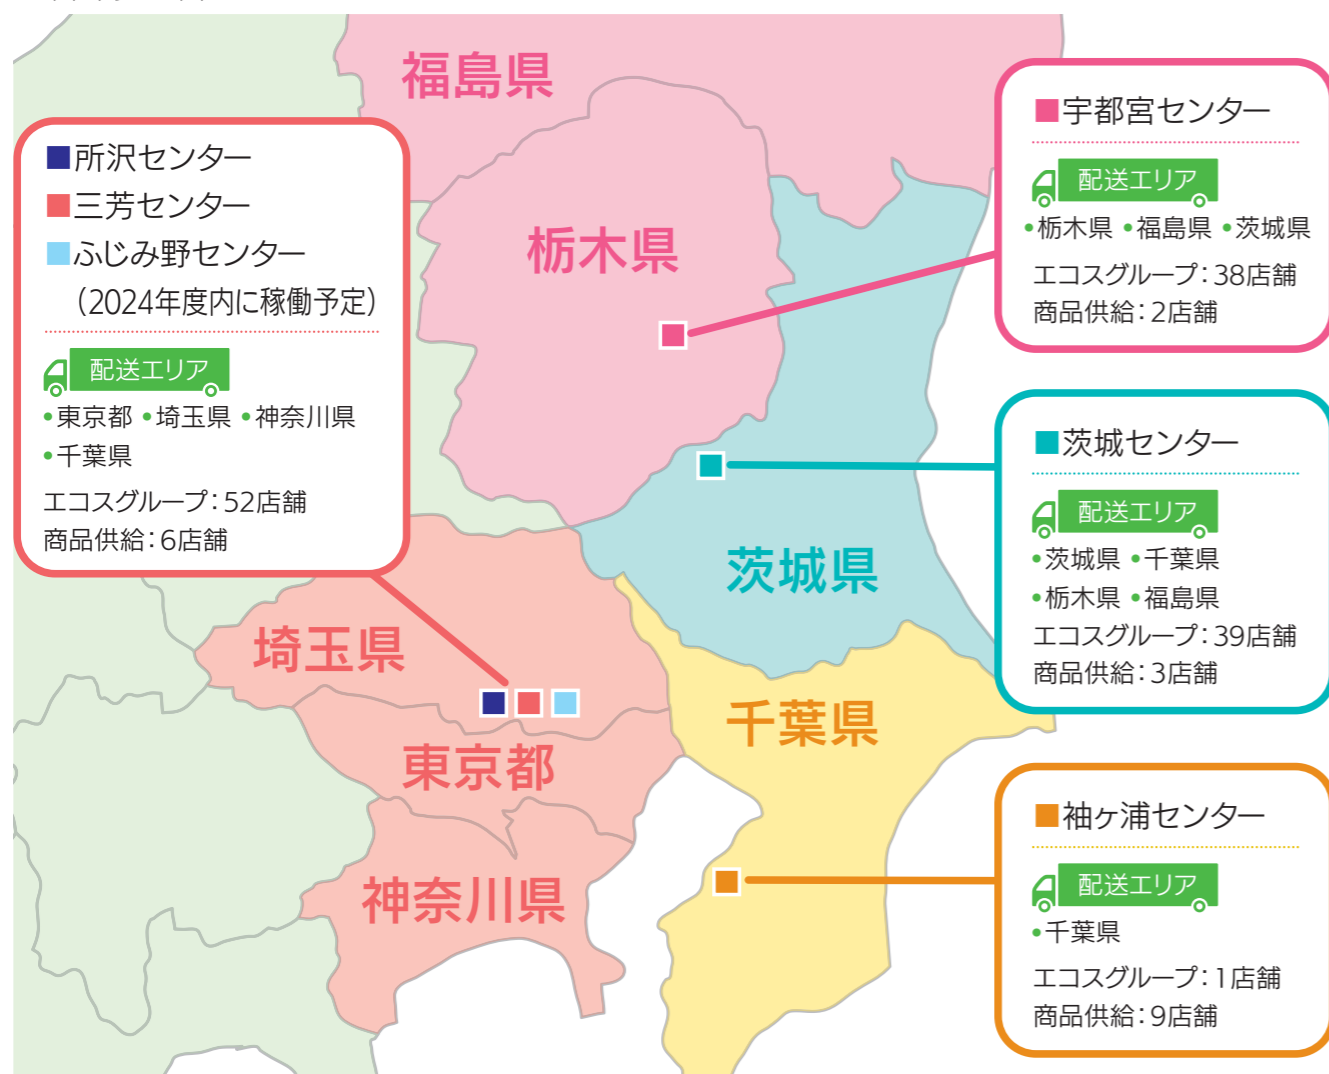 福島県
栃木県
茨城県
埼玉県
千葉県
東京都
神奈川県
■所沢センター
■三芳センター
■ふじみ野センター
（2024年度内に稼働予定）
配送エリア
•東京都 •埼玉県 •神奈川県
•千葉県
エコスグループ：52店舗
商品供給：6店舗
■宇都宮センター
配送エリア
•栃木県 •福島県 •茨城県
エコスグループ：38店舗
商品供給：2店舗
■茨城センター
配送エリア
•茨城県 •千葉県
•栃木県 •福島県
エコスグループ：39店舗
商品供給：3店舗
■袖ヶ浦センター
配送エリア
•千葉県
エコスグループ：1店舗
商品供給：9店舗